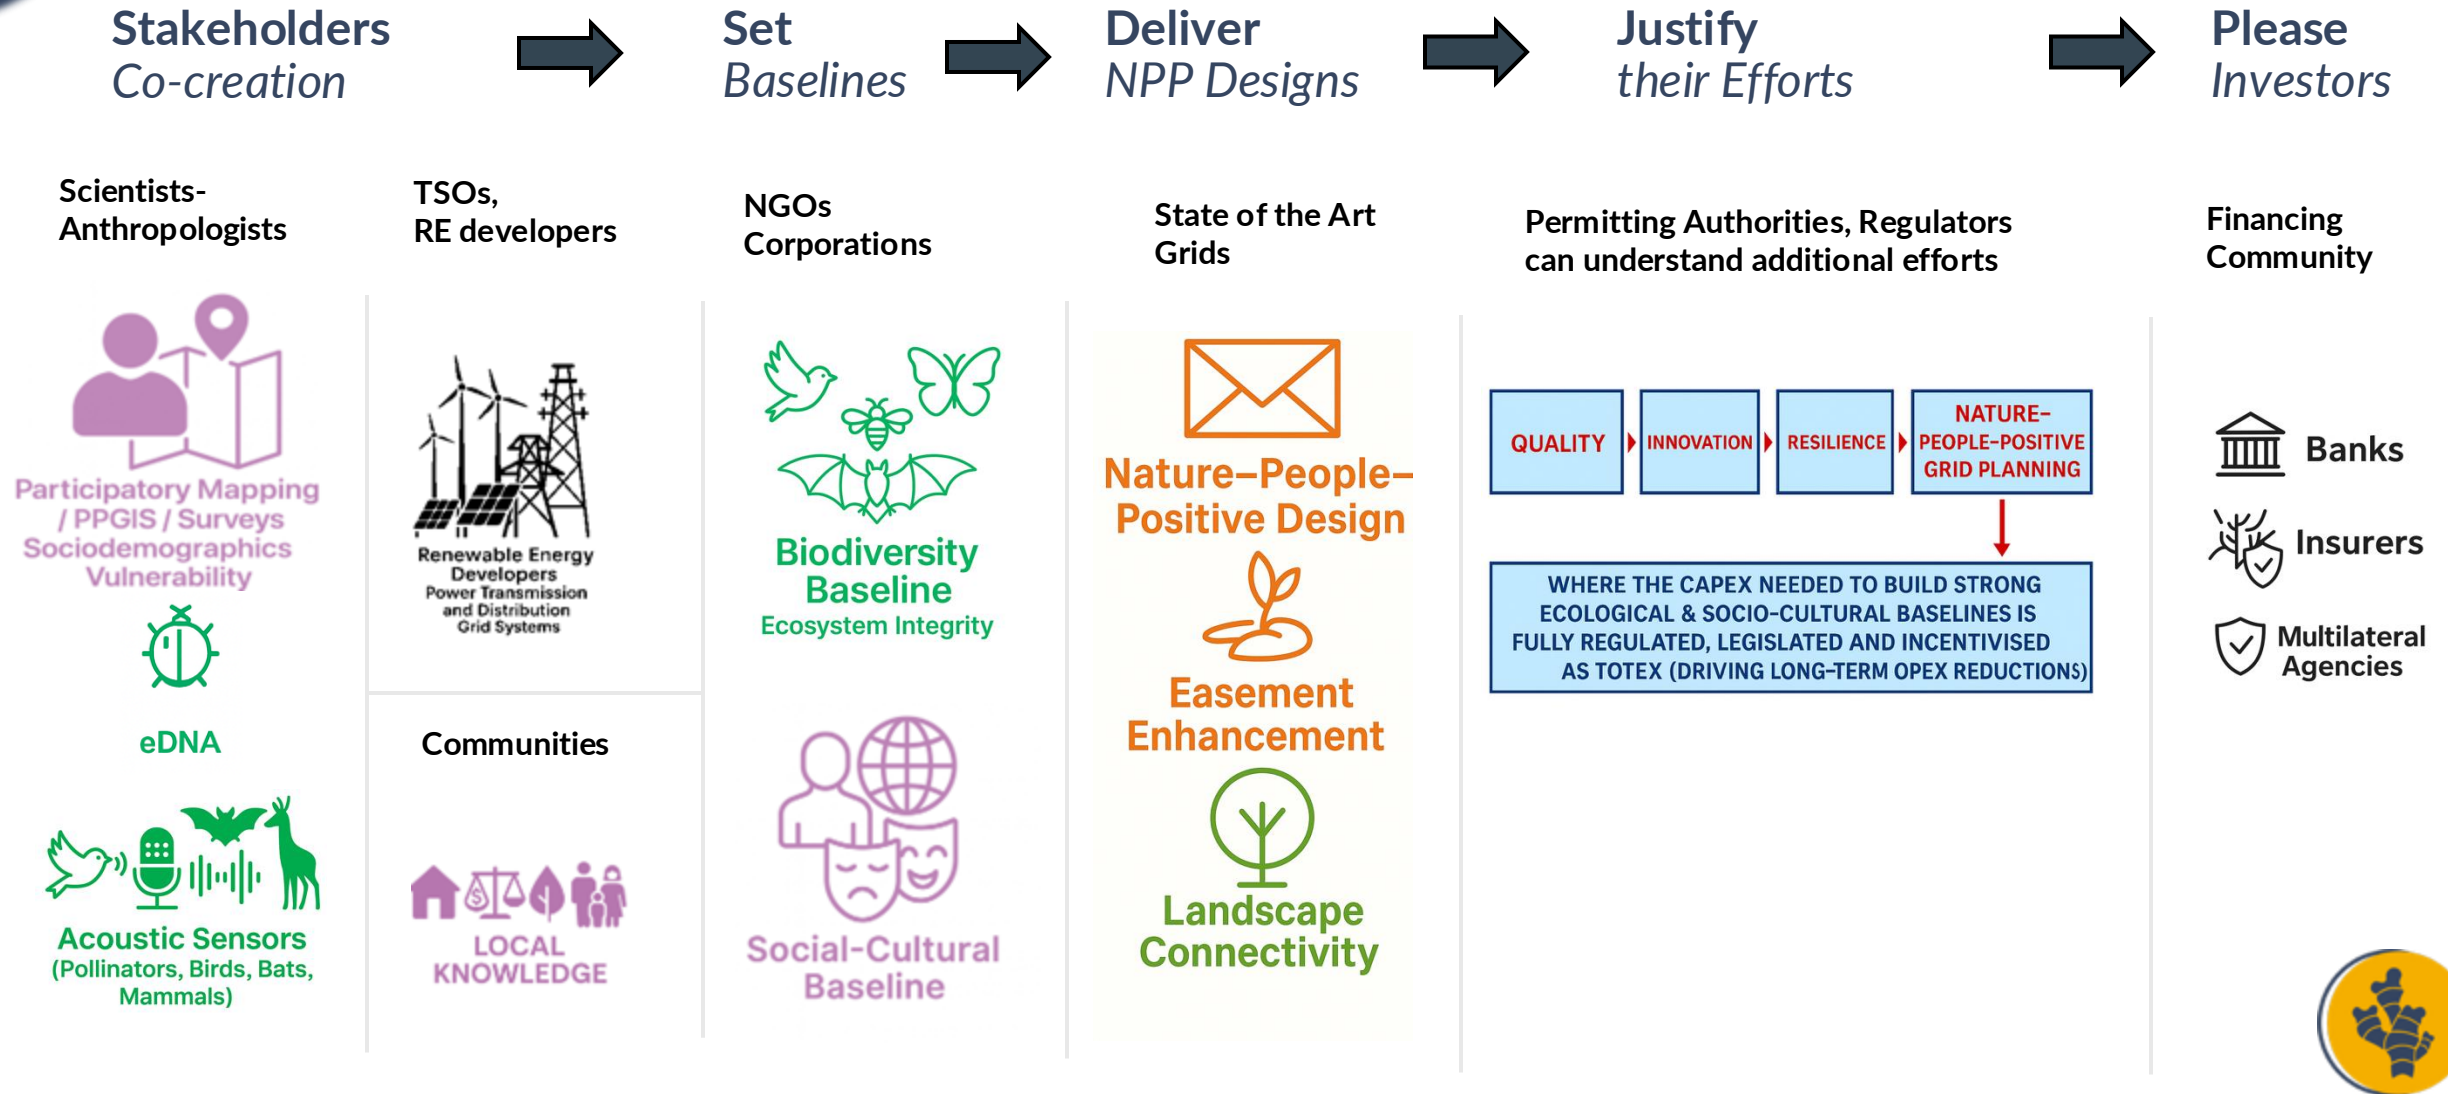 Stakeholders
Co-creation
Set
Baselines
Deliver
NPP Designs
Justify
their Efforts
Please
Investors
Scientists-
Anthropologists
Participatory Mapping
/ PPGIS / Surveys
Sociodemographics
Vulnerability
eDNA
Acoustic Sensors
(Pollinators, Birds, Bats,
Mammals)
TSOs,
RE developers
Renewable Energy
Developers
Power Transmission
and Distribution
Grid Systems
Communities
$
LOCAL
KNOWLEDGE
NGOs
Corporations
Biodiversity
Baseline
Ecosystem Integrity
Social-Cultural
Baseline
State of the Art
Grids
Nature–People–
Positive Design
Easement
Enhancement
Landscape
Connectivity
Permitting Authorities, Regulators
can understand additional efforts
QUALITY
INNOVATION
RESILIENCE
NATURE–
PEOPLE–POSITIVE
GRID PLANNING
WHERE THE CAPEX NEEDED TO BUILD STRONG
ECOLOGICAL & SOCIO-CULTURAL BASELINES IS
FULLY REGULATED, LEGISLATED AND INCENTIVISED
AS TOTEX (DRIVING LONG–TERM OPEX REDUCTIONS)
Financing
Community
Banks
Insurers
Multilateral
Agencies